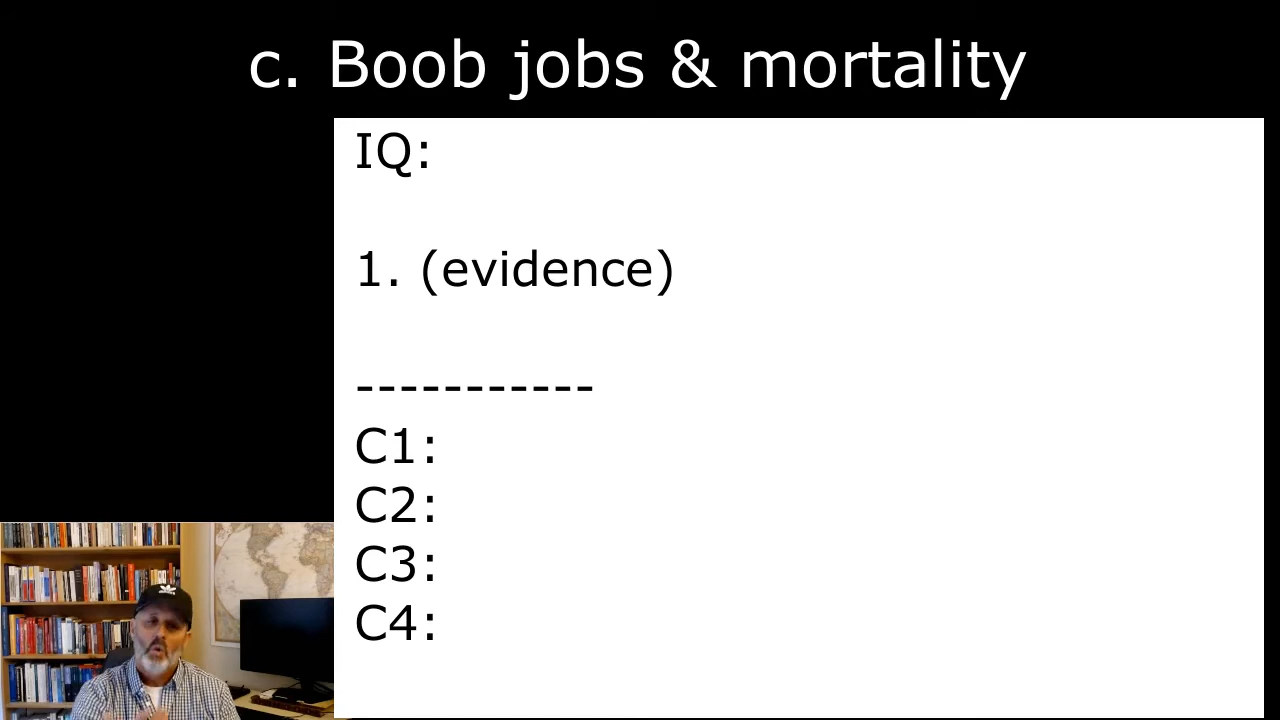 c. Boob jobs & mortality
IQ:
1. (evidence)
-----------
C1:
C2:
C3:
C4: